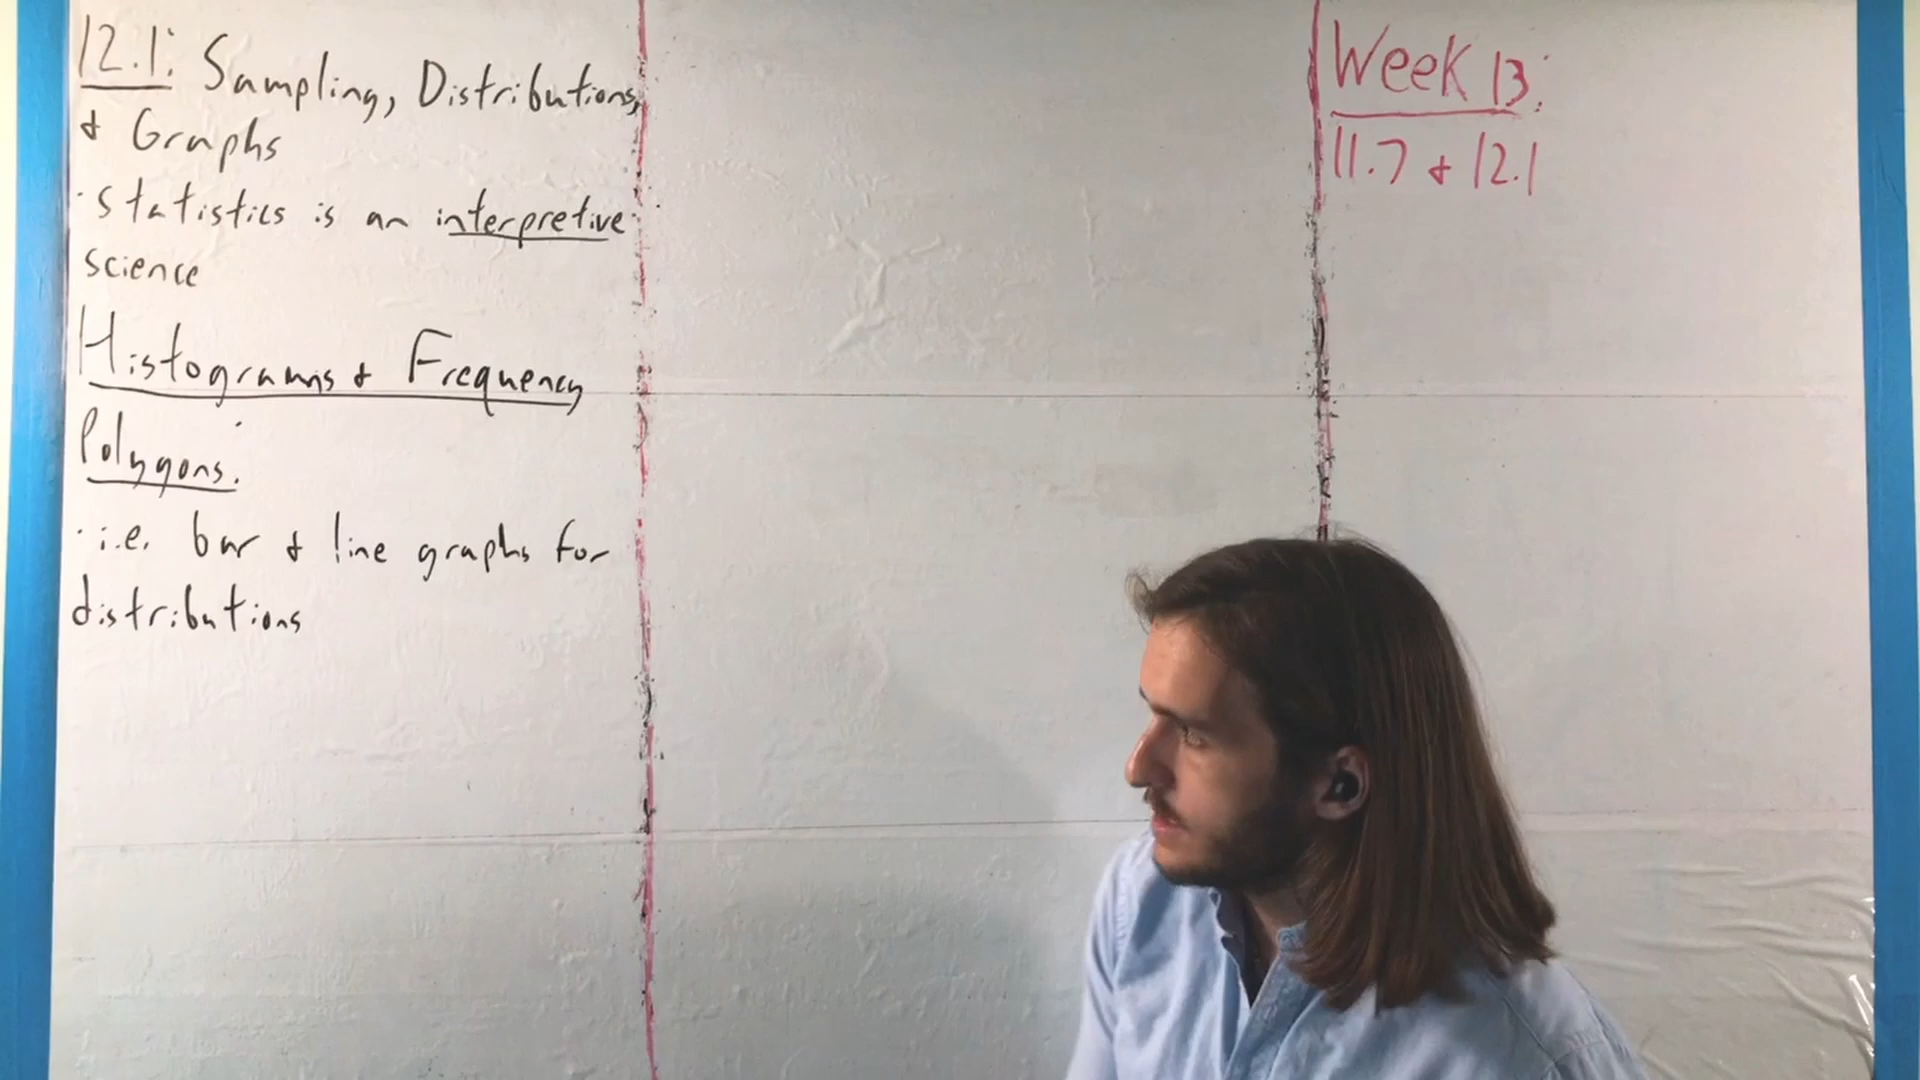 12.1: Sampling, Distributions,
& Graphs
· Statistics is an interpretive
science
Histograms & Frequency
Polygons.
· i.e. bar & line graphs for
distributions
Week 13:
11.7 & 12.1